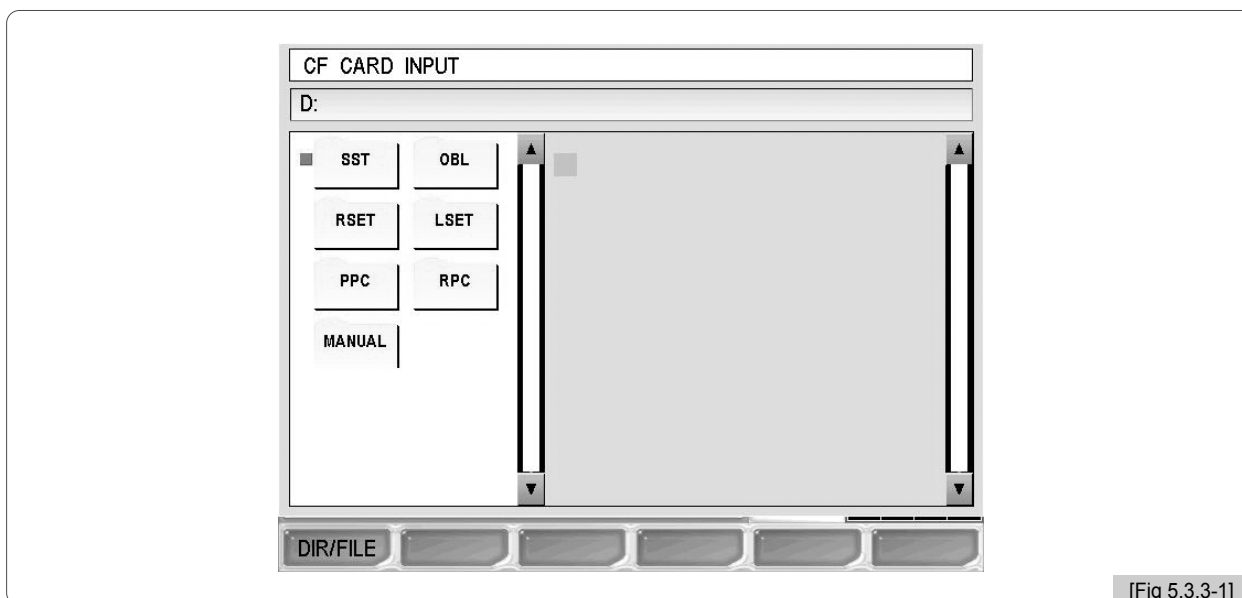 CF CARD INPUT
D:
SST OBL
RSET LSET
PPC RPC
MANUAL
DIR/FILE
[Fig 5.3.3-1]